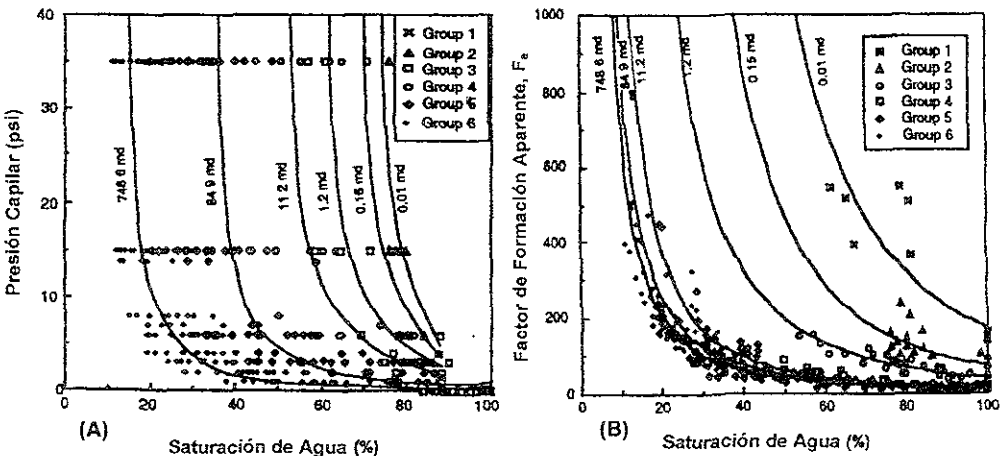 40
30
20
10
0
Presión Capilar (psi)
748 6 md
84 9 md
11 2 md
1.2 md
0.15 md
0.01 md
Group 1
Group 2
Group 3
Group 4
Group 5
Group 6
0
20
40
60
80
100
(A)
Saturación de Agua (%)
1000
800
600
400
200
100
0
Factor de Formación Aparente, Fa
748 6 md
84 9 md
11.2 md
1,2 md
0.15 md
0.01 md
Group 1
Group 2
Group 3
Group 4
Group 5
Group 6
0
20
40
60
80
100
(B)
Saturación de Agua (%)